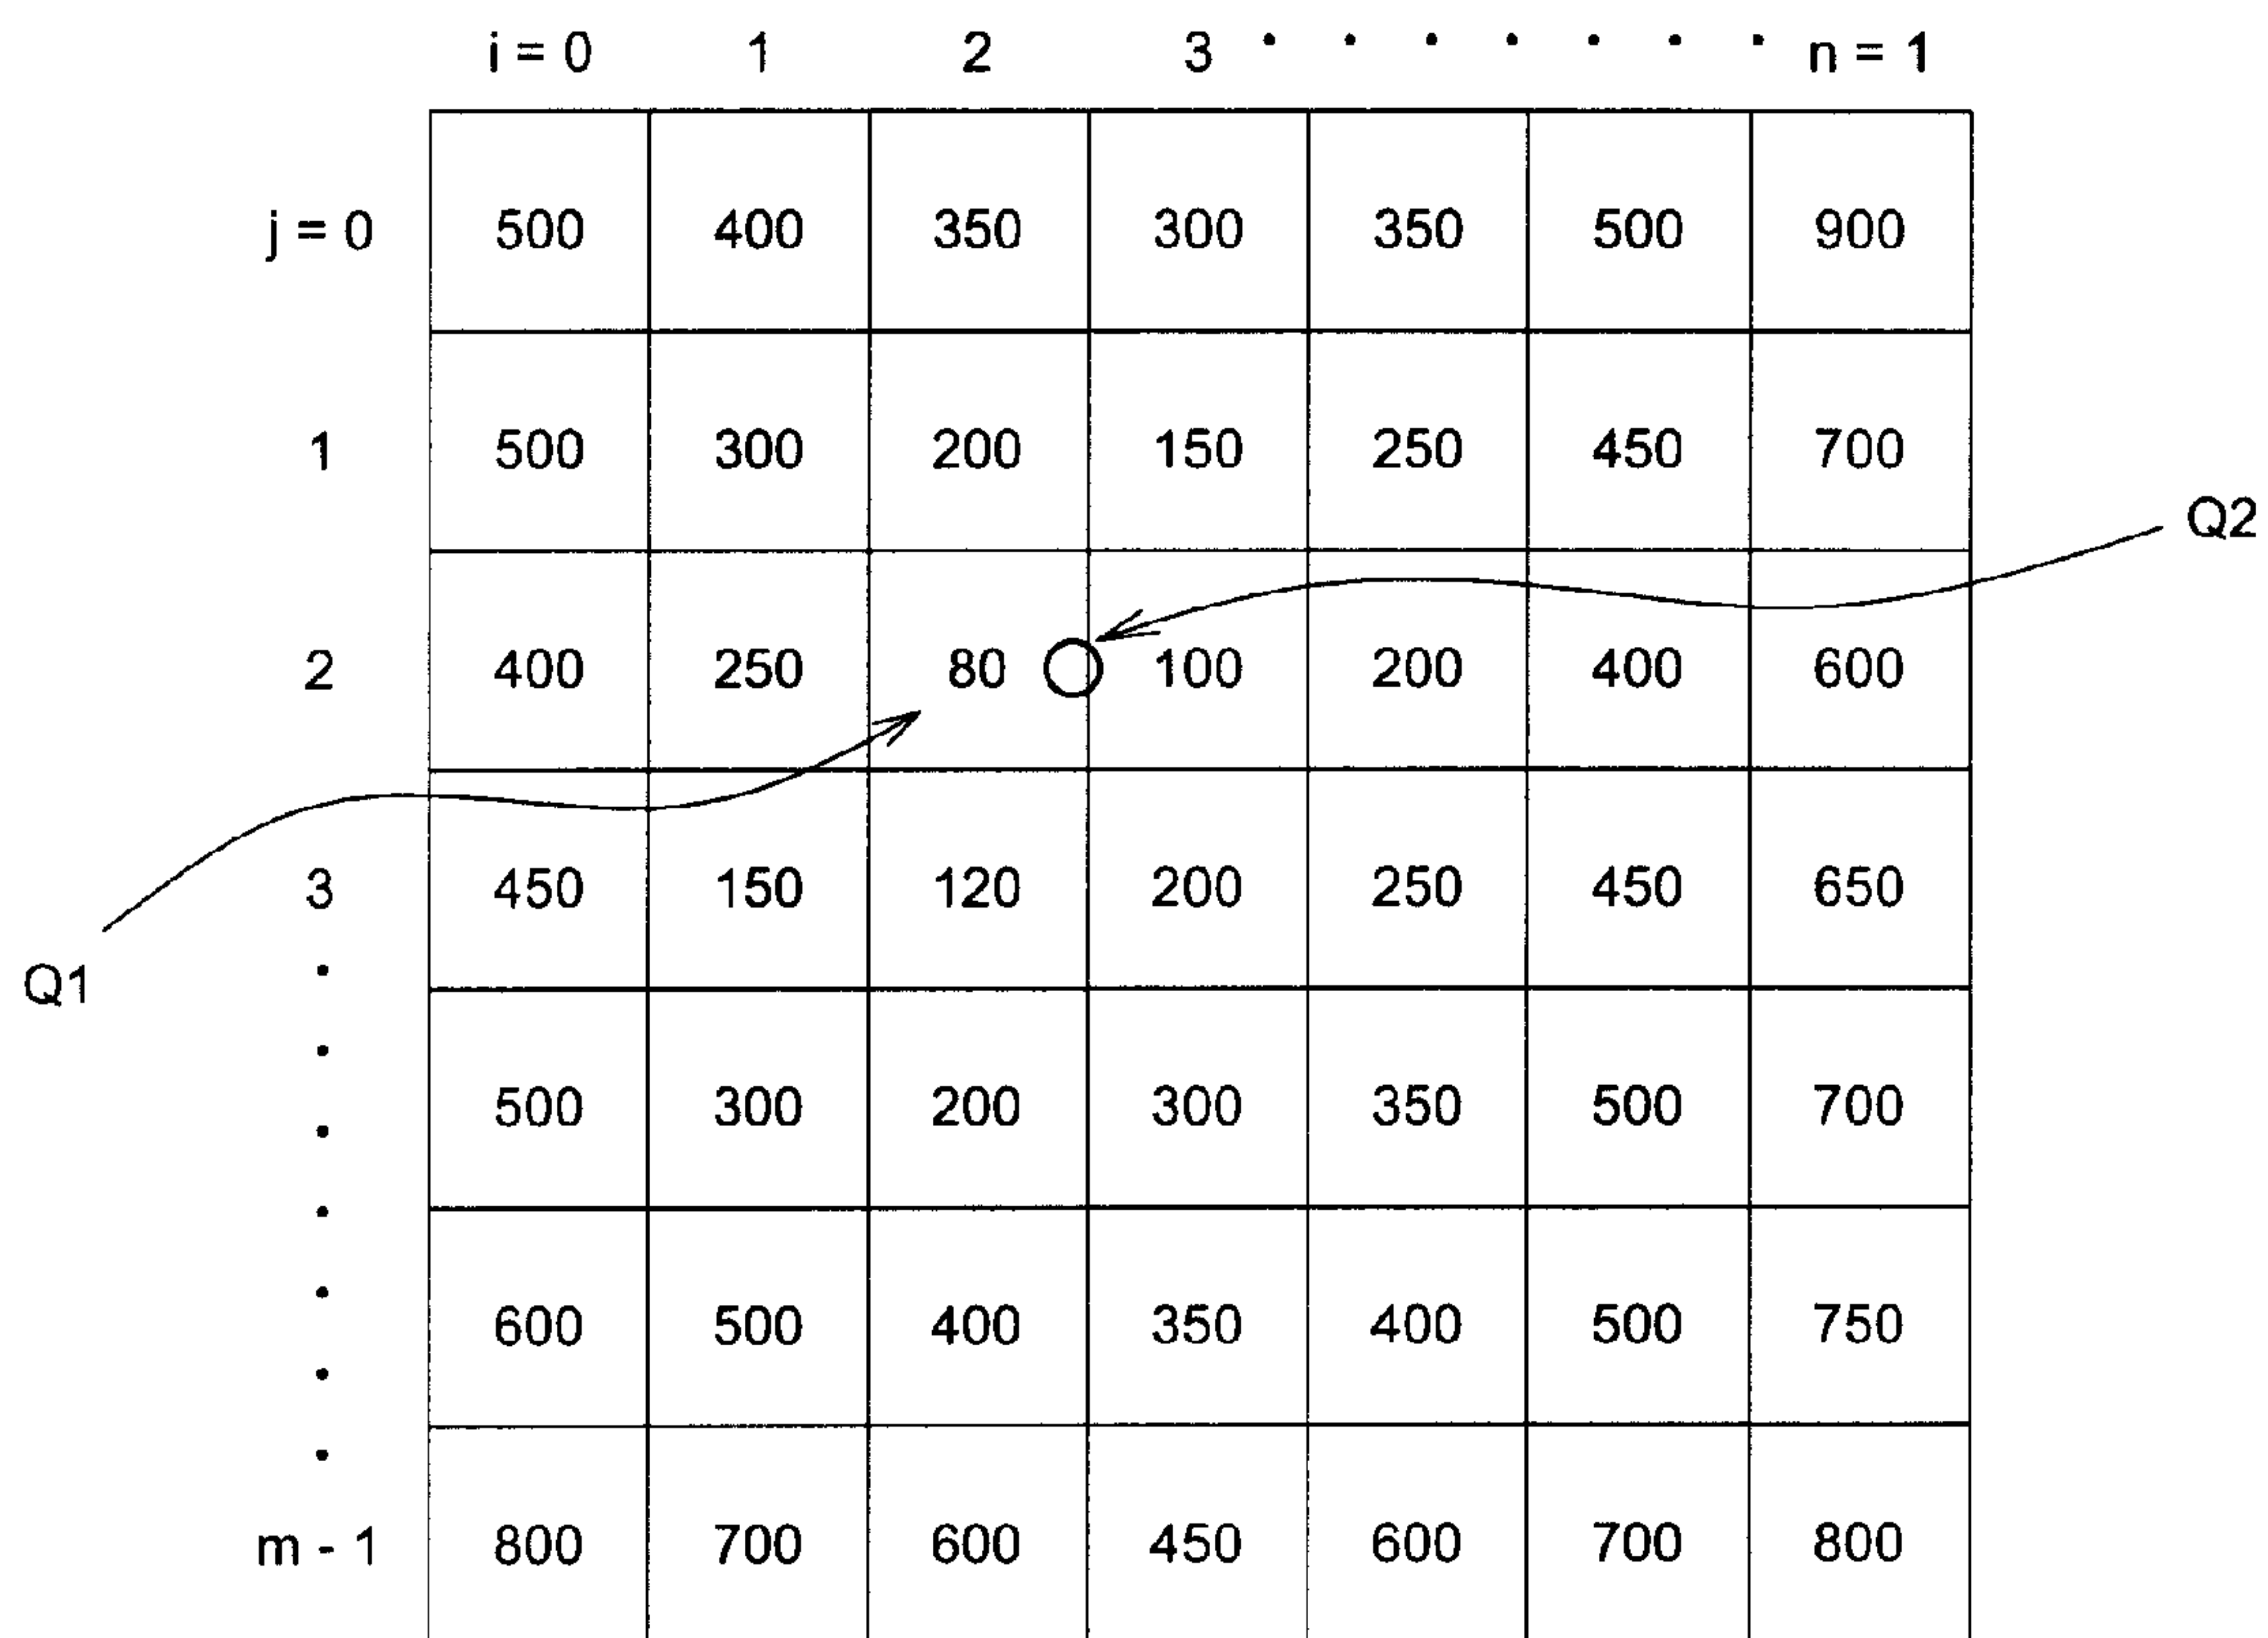 i = 0 1 2 3 · · · · · · · n = 1
j = 0 500 400 350 300 350 500 900
1 500 300 200 150 250 450 700
Q2
2 400 250 80 100 200 400 600
3 450 150 120 200 250 450 650
Q1
500 300 200 300 350 500 700
600 500 400 350 400 500 750
m - 1 800 700 600 450 600 700 800